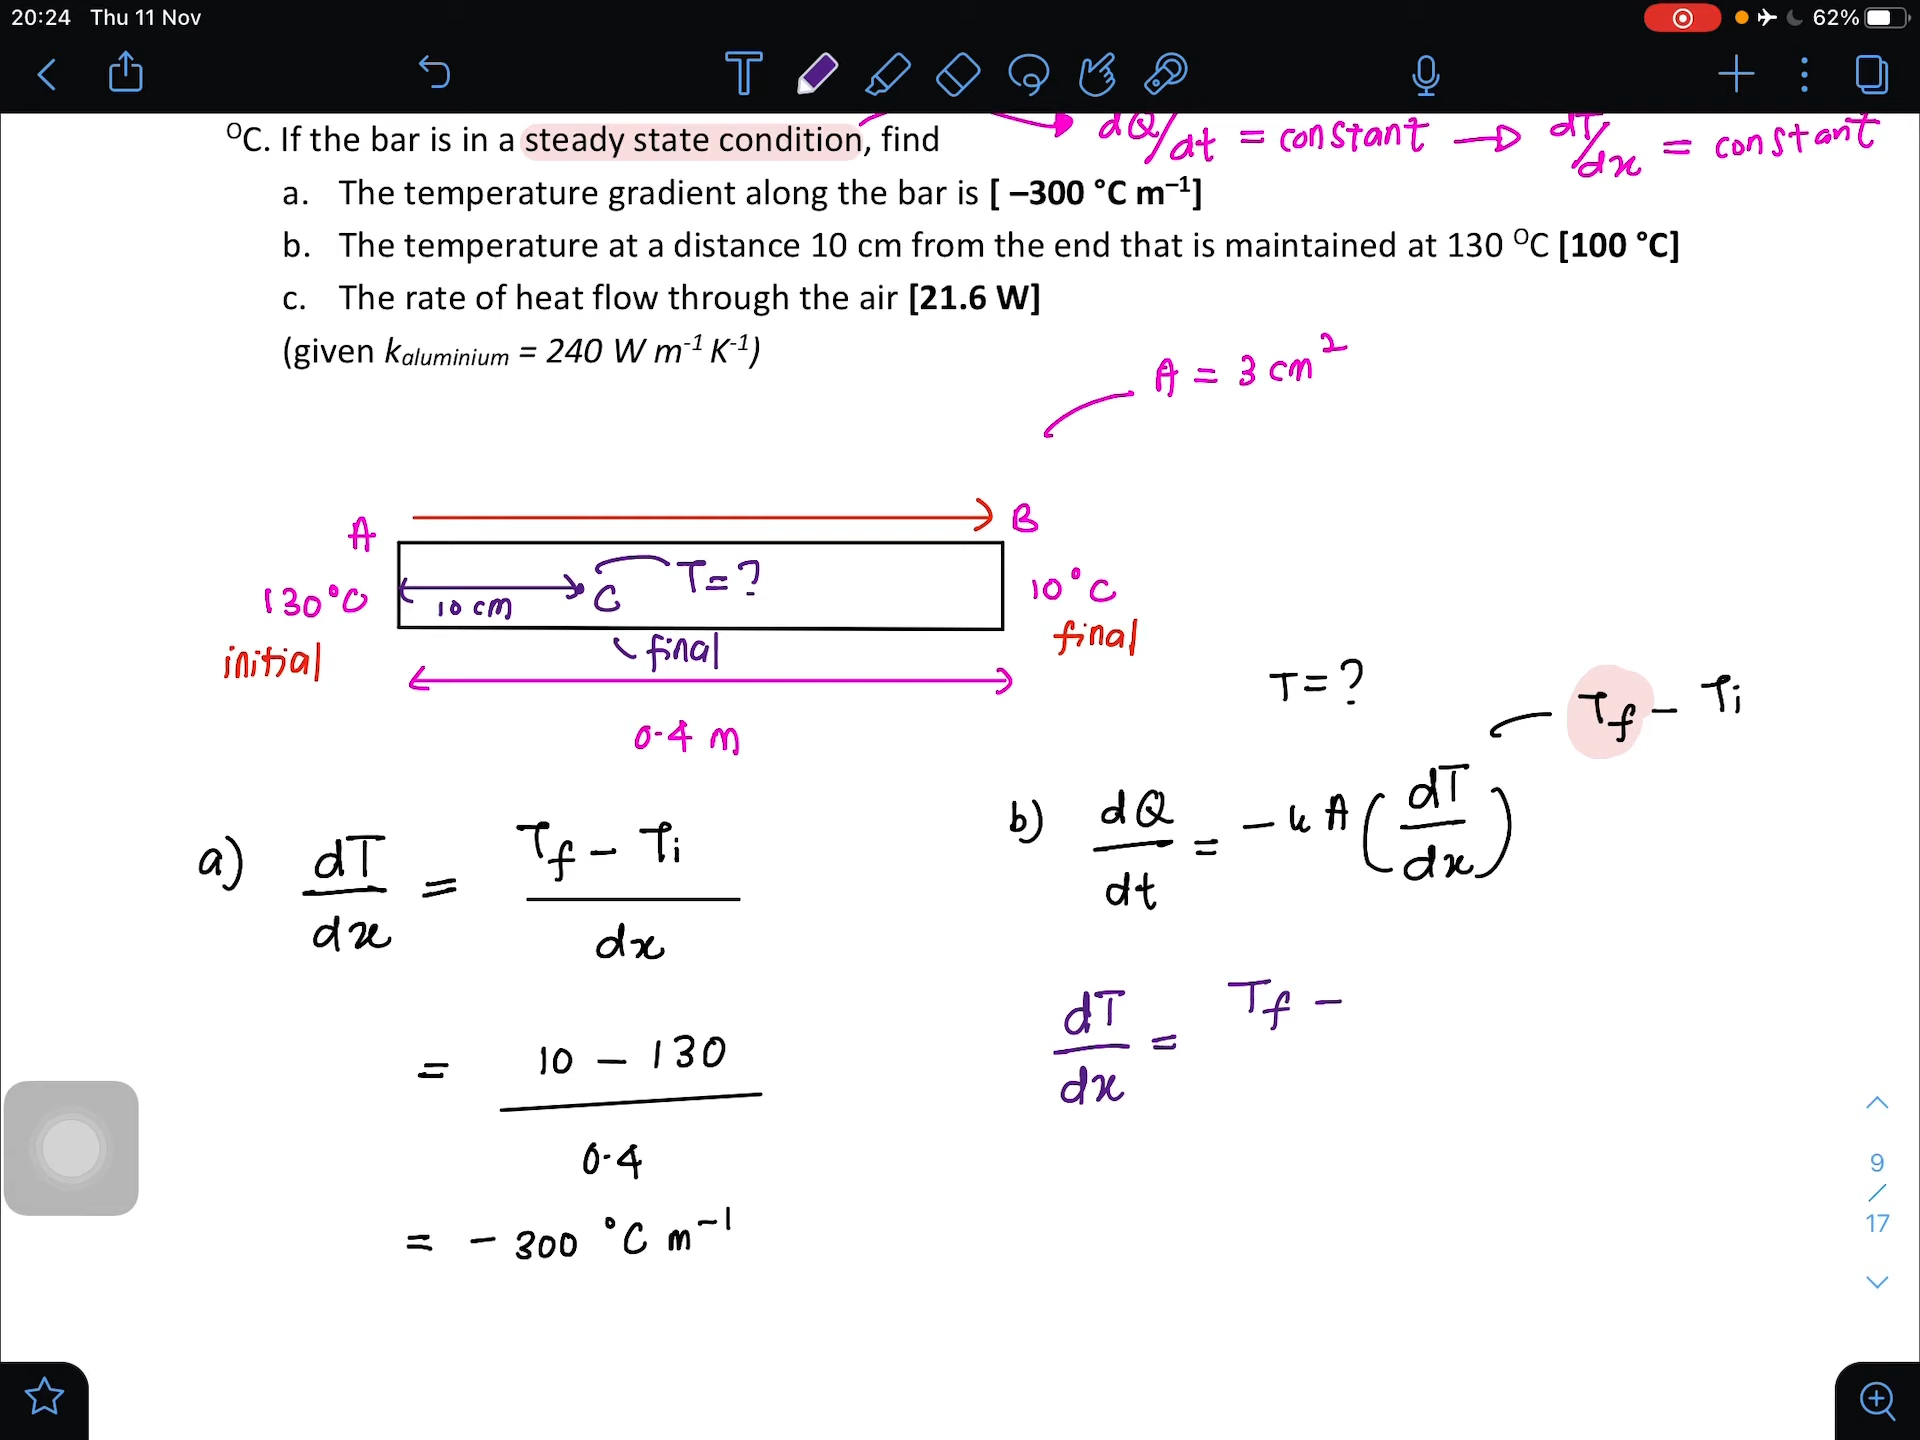 20:24 Thu 11 Nov
62%
T
°C. If the bar is in a steady state condition, find
dQ/dt = constant → dT/dx = constant
a. The temperature gradient along the bar is [ –300 °C m⁻¹]
b. The temperature at a distance 10 cm from the end that is maintained at 130 °C [100 °C]
c. The rate of heat flow through the air [21.6 W]
(given kaluminium = 240 W m⁻¹ K⁻¹)
A = 3 cm²
A
B
130°C
10 cm
C
T = ?
10°C
initial
final
final
0.4 m
T = ?
Tf - Ti
a) dT/dx = Tf - Ti / dx
= 10 - 130 / 0.4
= - 300 °C m⁻¹
b) dQ/dt = - k A (dT/dx)
dT/dx = Tf -
9
/
17